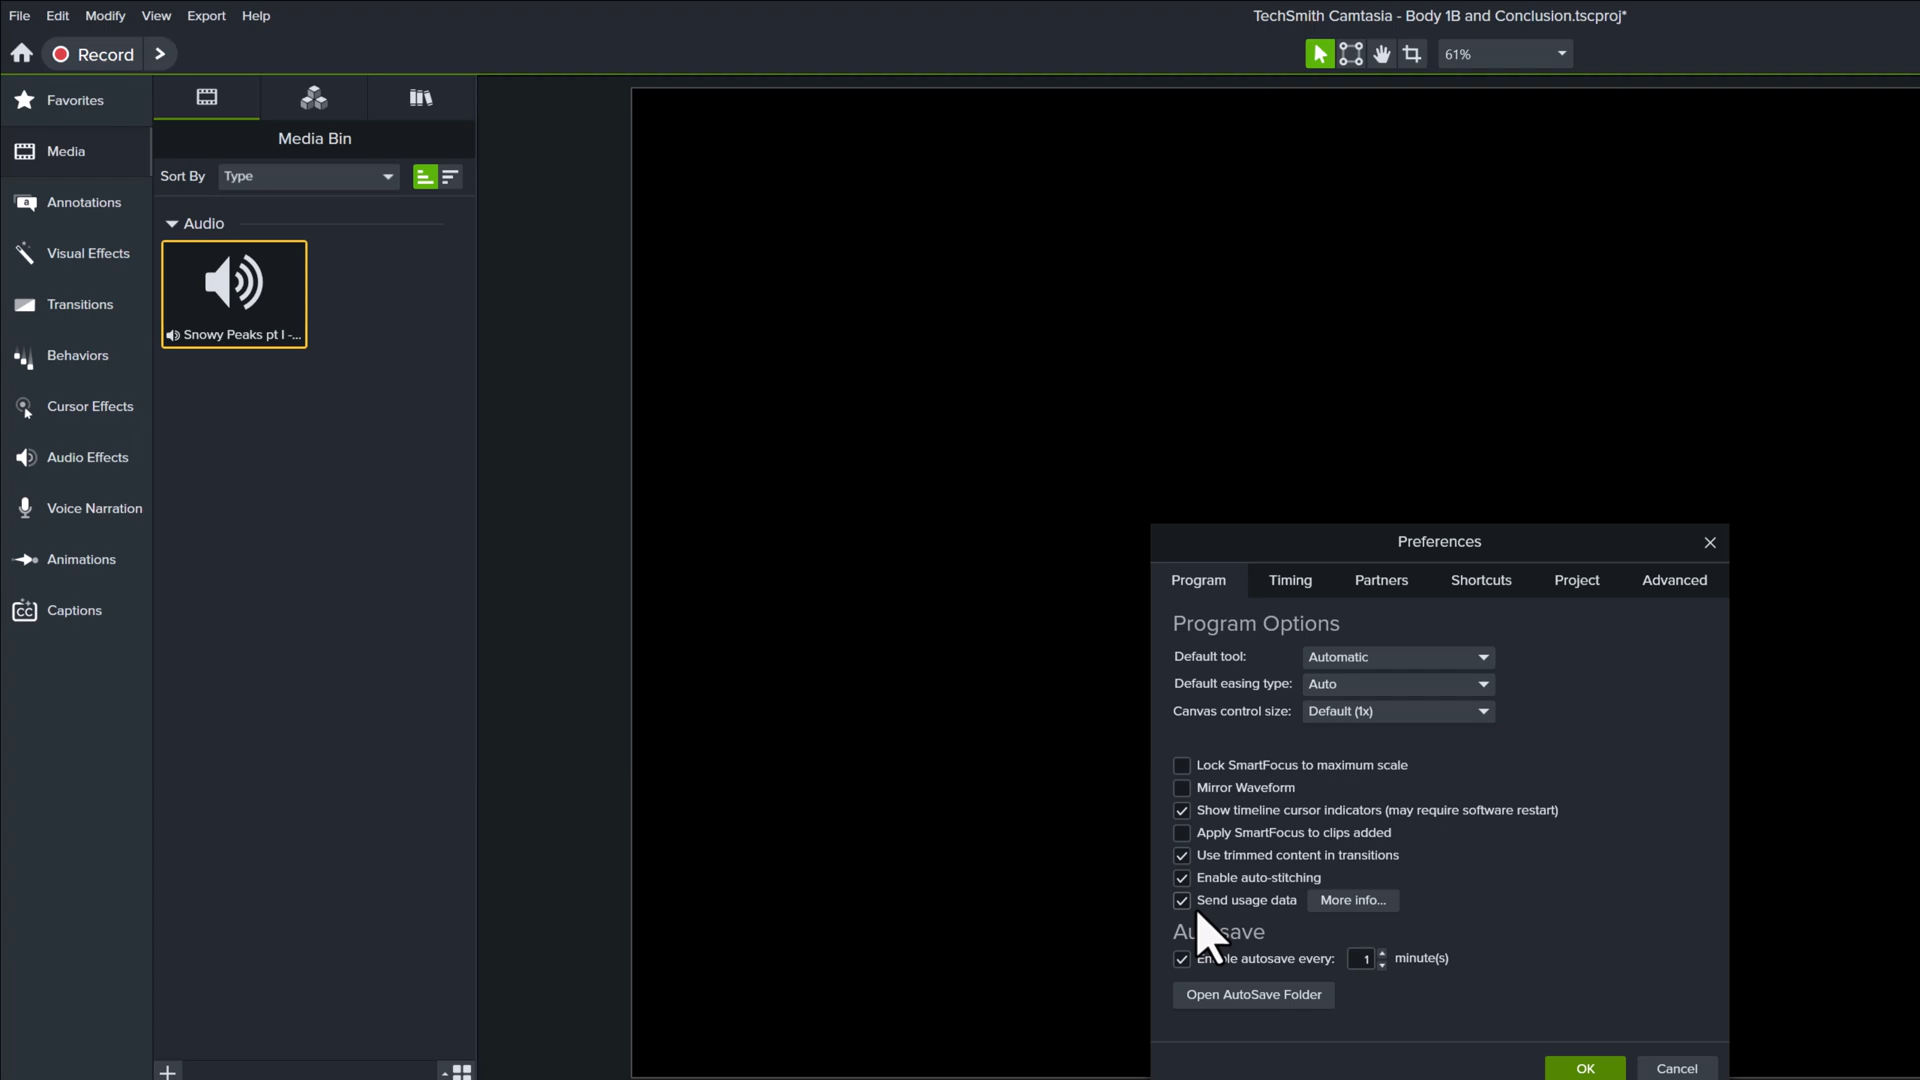 File Edit Modify View Export Help
TechSmith Camtasia - Body 1B and Conclusion.tscproj*
Record
61%
Favorites
Media
Annotations
Visual Effects
Transitions
Behaviors
Cursor Effects
Audio Effects
Voice Narration
Animations
Captions
Media Bin
Sort By Type
Audio
Snowy Peaks pt I -...
Preferences
Program Timing Partners Shortcuts Project Advanced
Program Options
Default tool: Automatic
Default easing type: Auto
Canvas control size: Default (1x)
Lock SmartFocus to maximum scale
Mirror Waveform
Show timeline cursor indicators (may require software restart)
Apply SmartFocus to clips added
Use trimmed content in transitions
Enable auto-stitching
Send usage data More info...
Autosave
Enable autosave every: 1 minute(s)
Open AutoSave Folder
OK Cancel